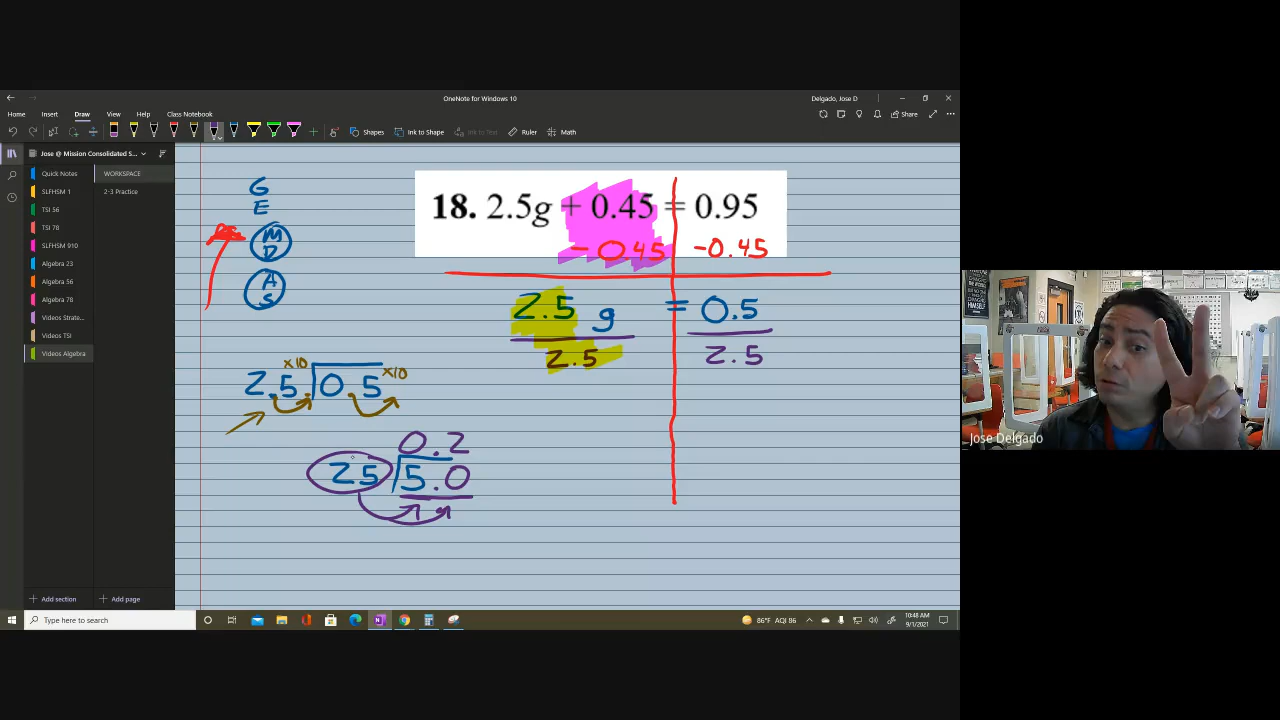 OneNote for Windows 10
Delgado, Jose D
Home Insert Draw View Help Class Notebook
Share
Shapes Ink to Shape Ink to Text Ruler Math
Jose @ Mission Consolidated S...
Quick Notes
SLFHSM 1
TSI 56
TSI 78
SLFHSM 910
Algebra 23
Algebra 56
Algebra 78
Videos Strate...
Videos TSI
Videos Algebra
WORKSPACE
2-3 Practice
Add section
Add page
G
E
M
D
A
S
18. 2.5g + 0.45 = 0.95
- 0.45 -0.45
2.5 g = 0.5
2.5 2.5
x10 x10
2.5 0.5
0.2
25 5.0
CHANGING
HIMSELF
Jose Delgado
Type here to search
86°F AQI 86
10:48 AM
9/1/2021